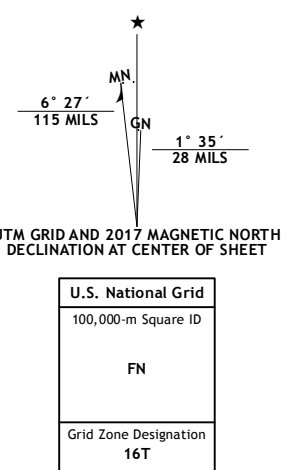 MN
6° 27´
115 MILS
GN
1° 35´
28 MILS
UTM GRID AND 2017 MAGNETIC NORTH
DECLINATION AT CENTER OF SHEET
U.S. National Grid
100,000-m Square ID
FN
Grid Zone Designation
16T